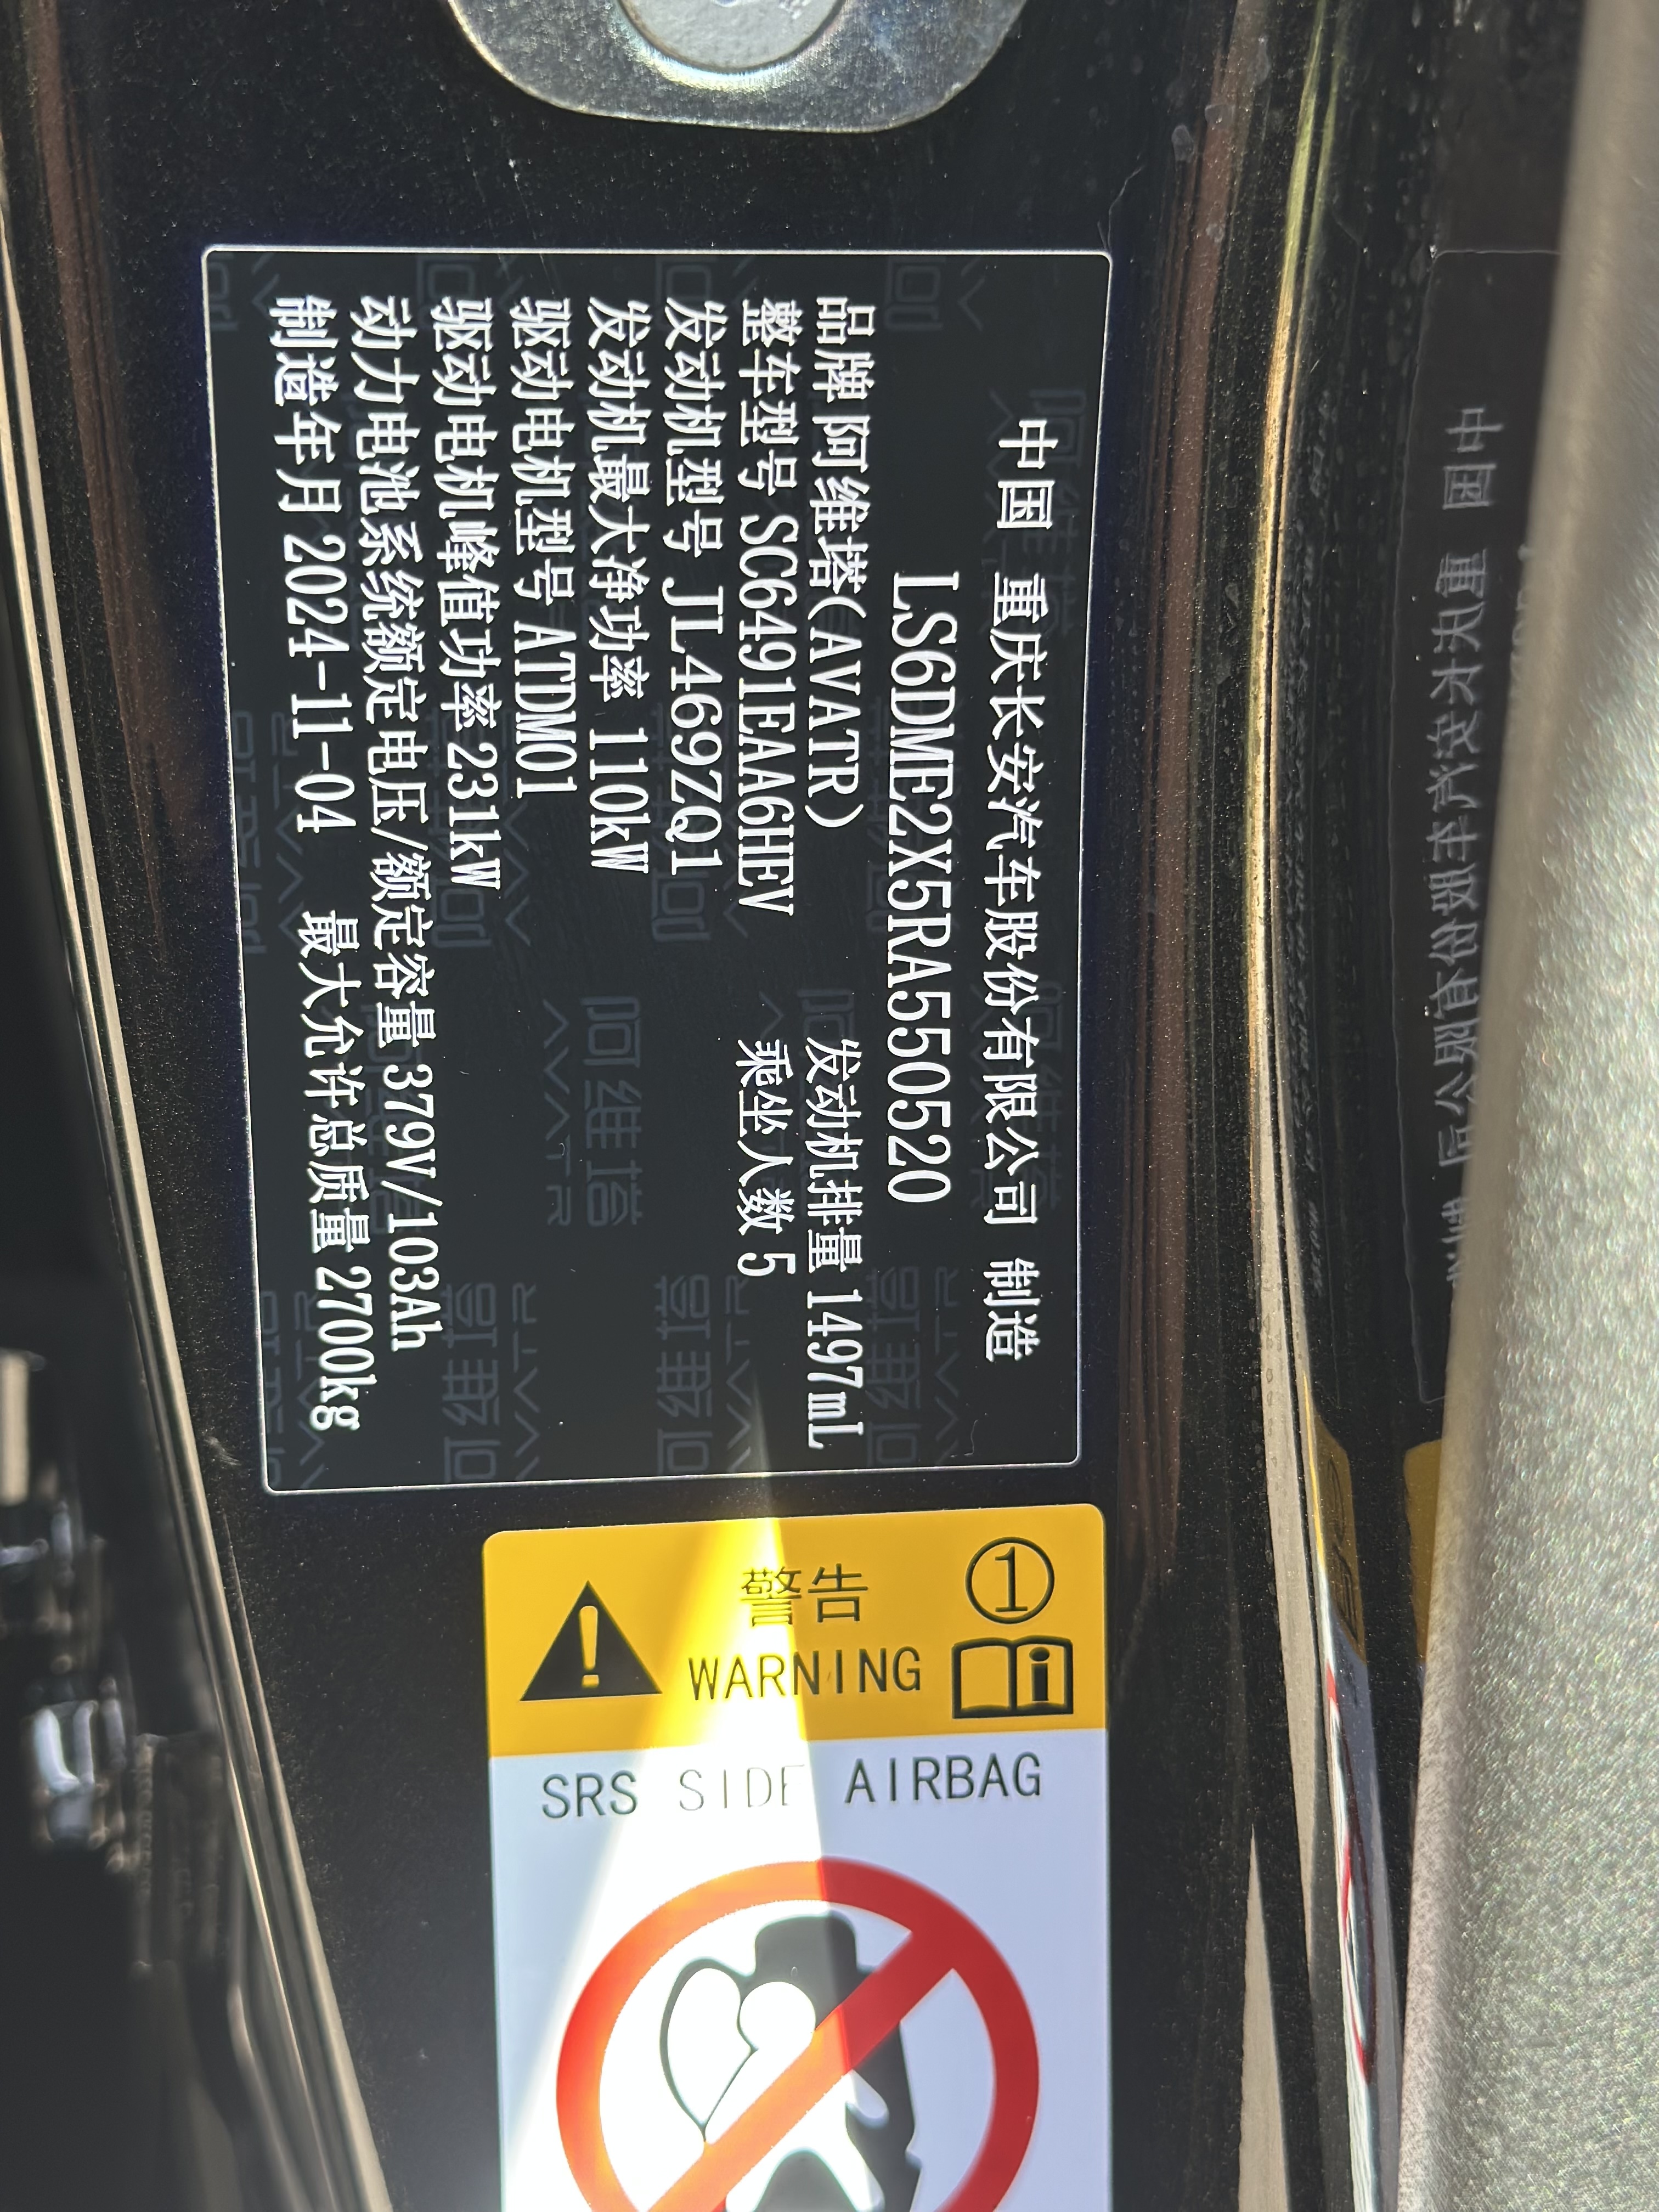 中国 重庆长安汽车股份有限公司 制造
LS6DME2X5RA550520
品牌 阿维塔(AVATR) 发动机排量 1497mL
整车型号 SC6491EAA6HEV 乘坐人数 5
发动机型号 JL469ZQ1
发动机最大净功率 110kW
驱动电机型号 ATDM01
驱动电机峰值功率 231kW
动力电池系统额定电压/额定容量 379V/103Ah
制造年月 2024-11-04 最大允许总质量 2700kg
警告 ①
WARNING
SRS SIDE AIRBAG